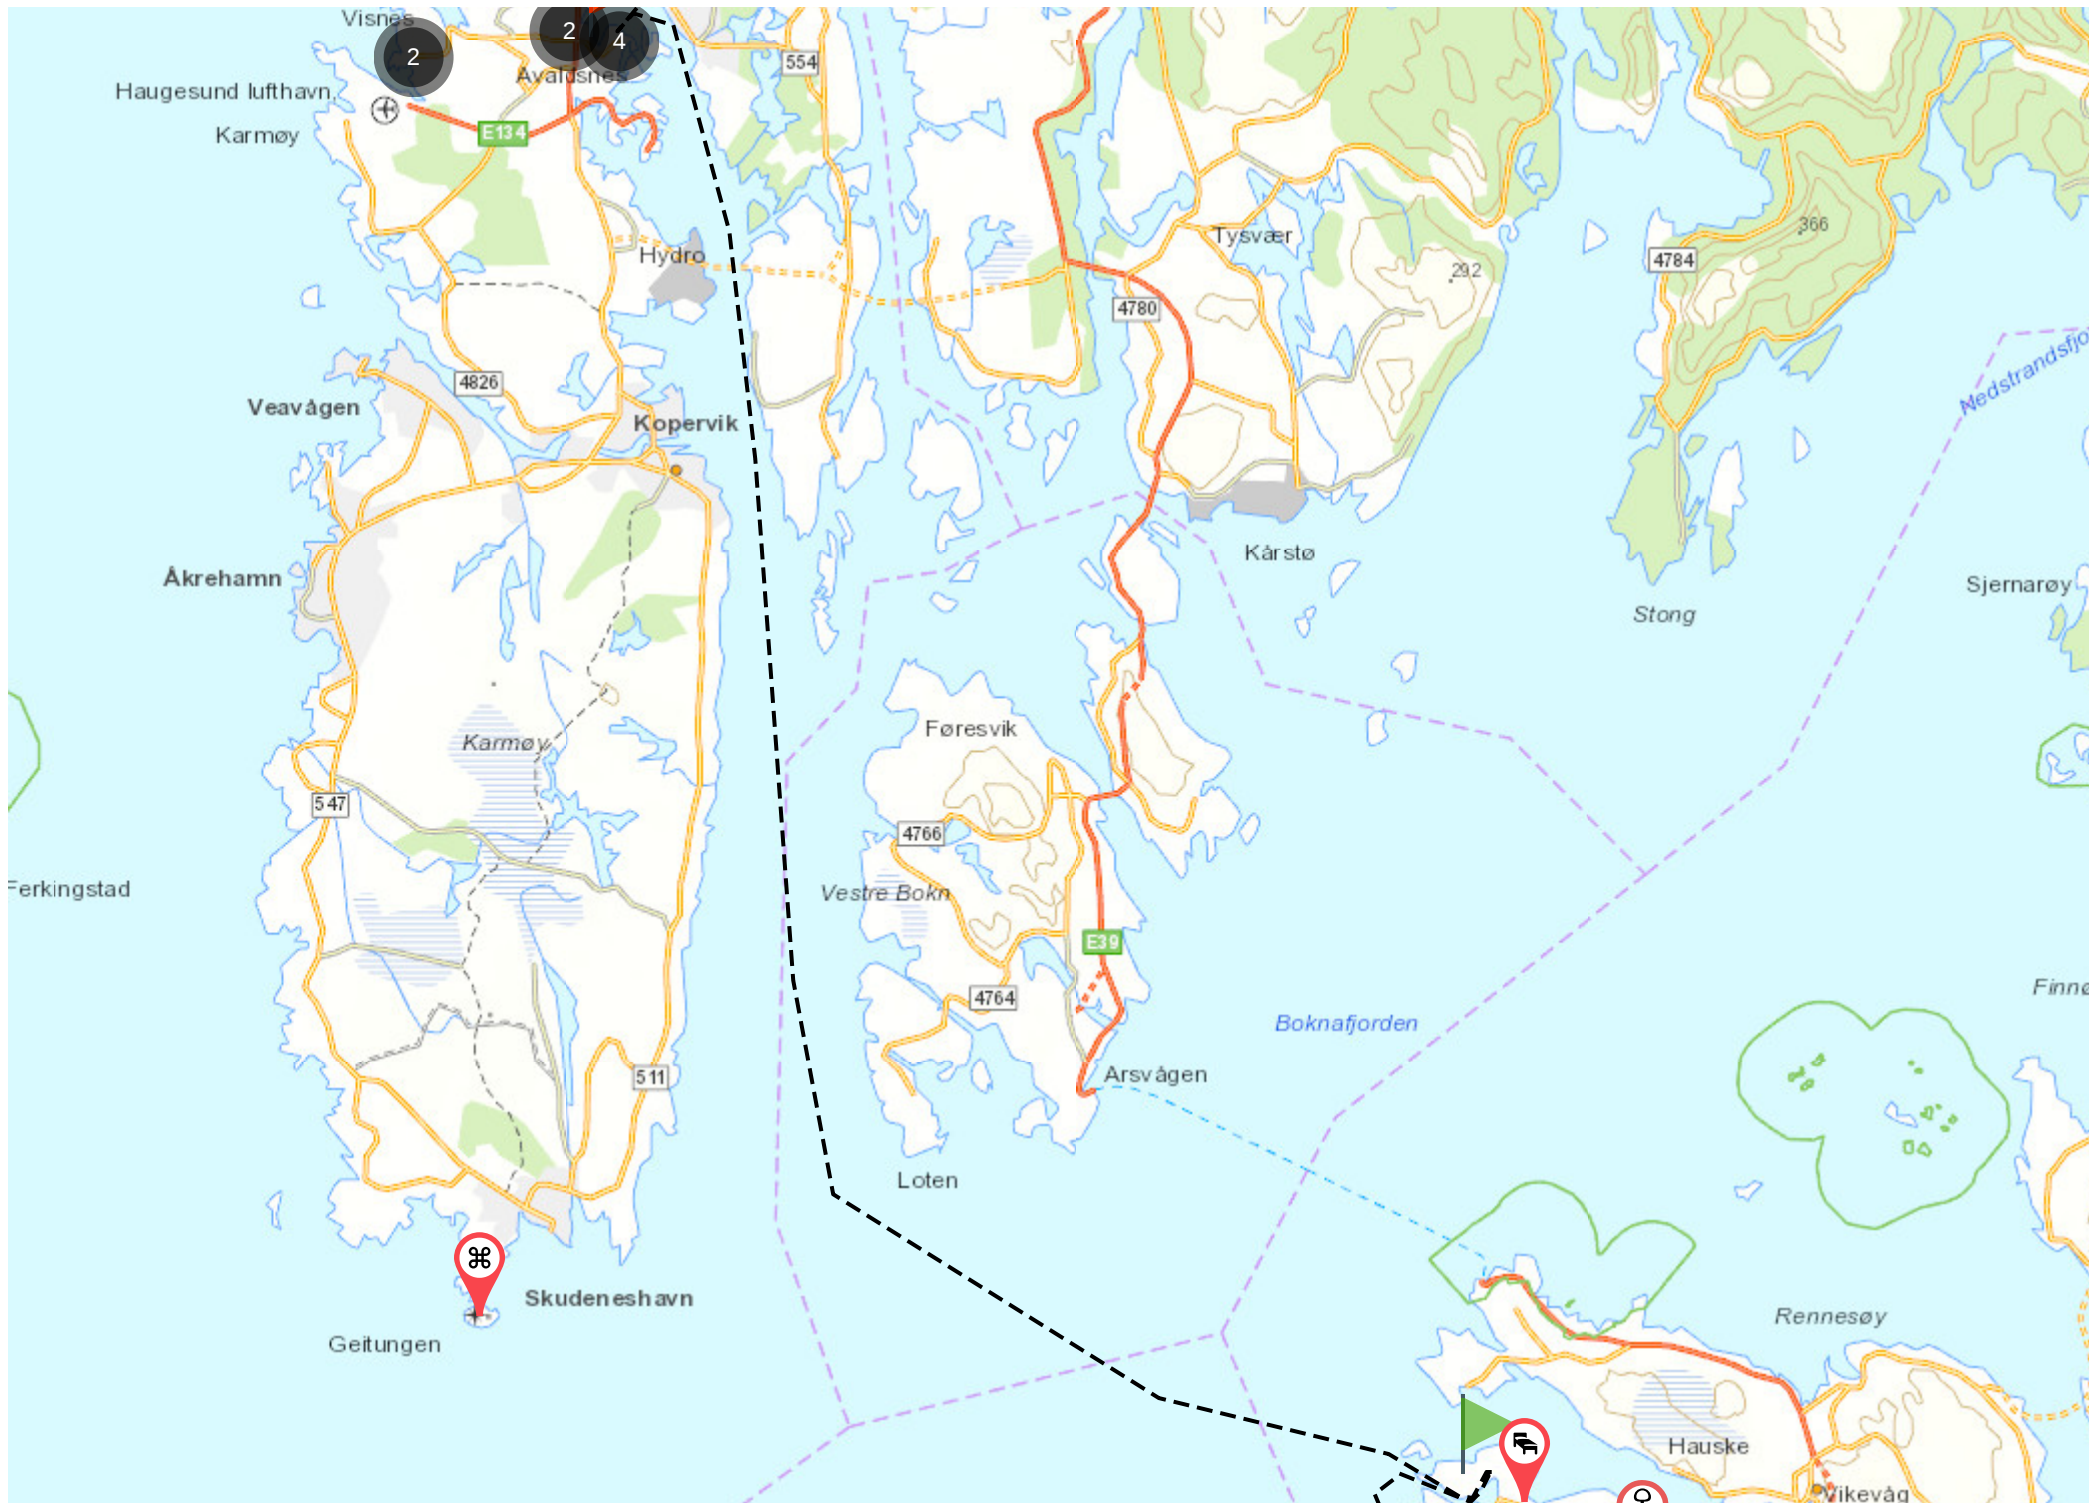 Visnes
2
2
4
554
Avaldsnes
Haugesund lufthavn,
Karmøy
E134
Hydro
Tysvær
366
4784
292
4780
Nedstrandsfjo
4826
Veavågen
Kopervik
Kårstø
Åkrehamn
Sjernarøy
Stong
Føresvik
Karmøy
547
4766
Ferkingstad
Vestre Bokn
E39
Finnø
4764
Boknafjorden
511
Arsvågen
Loten
Skudeneshavn
Rennesøy
Geitungen
Hauske
Vikevåg